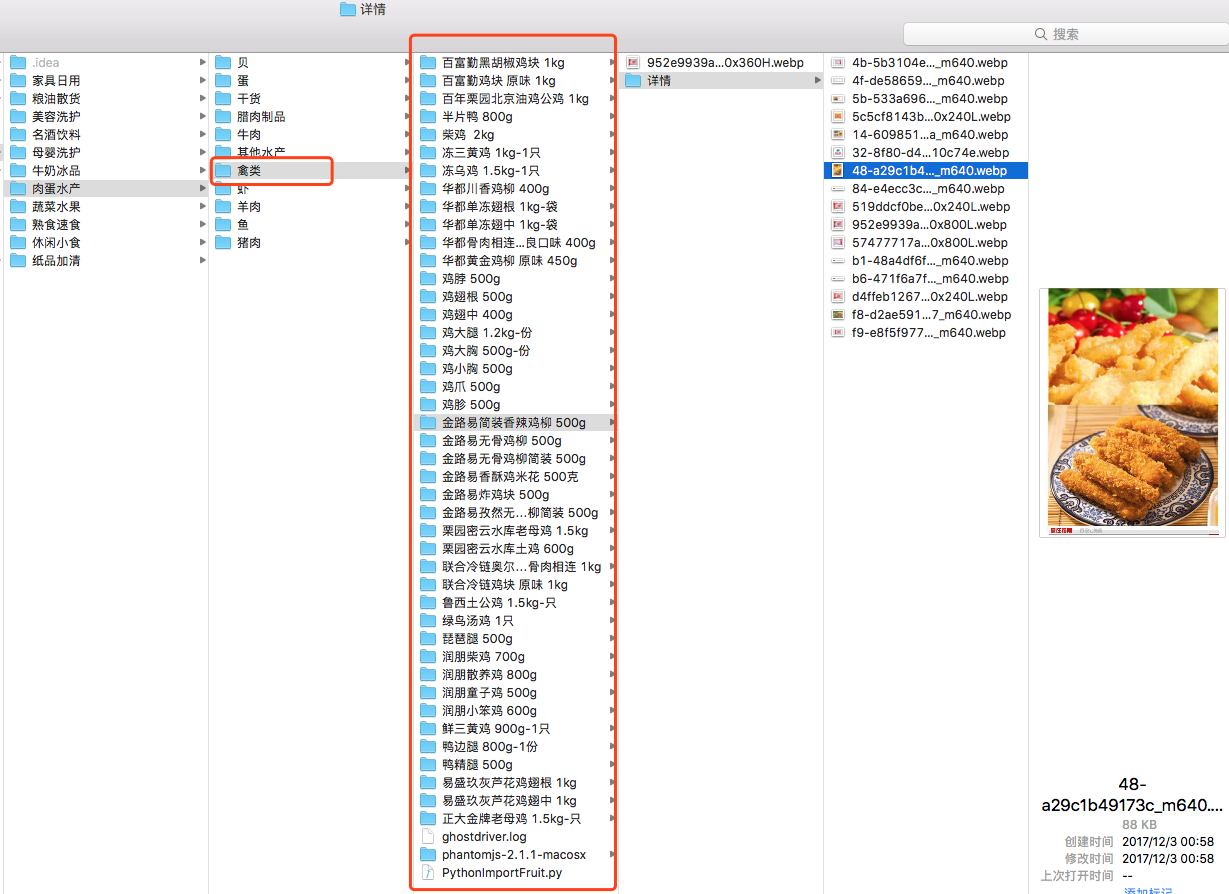 详情
搜索
.idea
家具日用
粮油散货
美容洗护
名酒饮料
母婴洗护
牛奶冰品
肉蛋水产
蔬菜水果
熟食速食
休闲小食
纸品加清
贝
蛋
干货
腊肉制品
牛肉
其他水产
禽类
虾
羊肉
鱼
猪肉
百富勤黑胡椒鸡块 1kg
百富勤鸡块 原味 1kg
百年栗园北京油鸡公鸡 1kg
半片鸭 800g
柴鸡 2kg
冻三黄鸡 1kg-1只
冻乌鸡 1.5kg-1只
华都川香鸡柳 400g
华都单冻翅根 1kg-袋
华都单冻翅中 1kg-袋
华都骨肉相连...良口味 400g
华都黄金鸡柳 原味 450g
鸡脖 500g
鸡翅根 500g
鸡翅中 400g
鸡大腿 1.2kg-份
鸡大胸 500g-份
鸡小胸 500g
鸡爪 500g
鸡胗 500g
金路易简装香辣鸡柳 500g
金路易无骨鸡柳 500g
金路易无骨鸡柳简装 500g
金路易香酥鸡米花 500克
金路易炸鸡块 500g
金路易孜然无...柳简装 500g
栗园密云水库老母鸡 1.5kg
栗园密云水库土鸡 600g
联合冷链奥尔...骨肉相连 1kg
联合冷链鸡块 原味 1kg
鲁西土公鸡 1.5kg-只
绿鸟汤鸡 1只
琵琶腿 500g
润朋柴鸡 700g
润朋散养鸡 800g
润朋童子鸡 500g
润朋小笨鸡 600g
鲜三黄鸡 900g-1只
鸭边腿 800g-1份
鸭精腿 500g
易盛玖灰芦花鸡翅根 1kg
易盛玖灰芦花鸡翅中 1kg
正大金牌老母鸡 1.5kg-只
ghostdriver.log
phantomjs-2.1.1-macosx
PythonImportFruit.py
952e9939a...0x360H.webp
详情
4b-5b3104e..._m640.webp
4f-de58659..._m640.webp
5b-533a696..._m640.webp
5c5cf8143b...0x240L.webp
14-609851...a_m640.webp
32-8f80-d4...10c74e.webp
48-a29c1b4..._m640.webp
84-e4ecc3c..._m640.webp
519ddcf0be...0x240L.webp
952e9939a...0x800L.webp
57477717a...0x800L.webp
b1-48a4df6f..._m640.webp
b6-471f6a7f..._m640.webp
d4ffeb1267...0x240L.webp
f8-d2ae591...7_m640.webp
f9-e8f5f977..._m640.webp
48-
a29c1b49173c_m640....
88 KB
创建时间 2017/12/3 00:58
修改时间 2017/12/3 00:58
上次打开时间 --
添加标记...